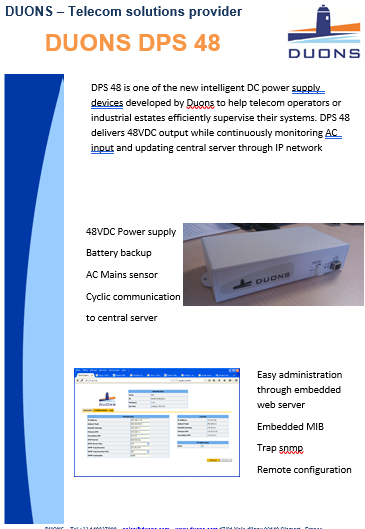 DUONS – Telecom solutions provider
DUONS DPS 48
DUONS
DPS 48 is one of the new intelligent DC power supply
devices developed by Duons to help telecom operators or
industrial estates efficiently supervise their systems. DPS 48
delivers 48VDC output while continuously monitoring AC
input and updating central server through IP network
48VDC Power supply
Battery backup
AC Mains sensor
Cyclic communication
to central server
DUONS
Easy administration
through embedded
web server
Embedded MIB
Trap snmp
Remote configuration